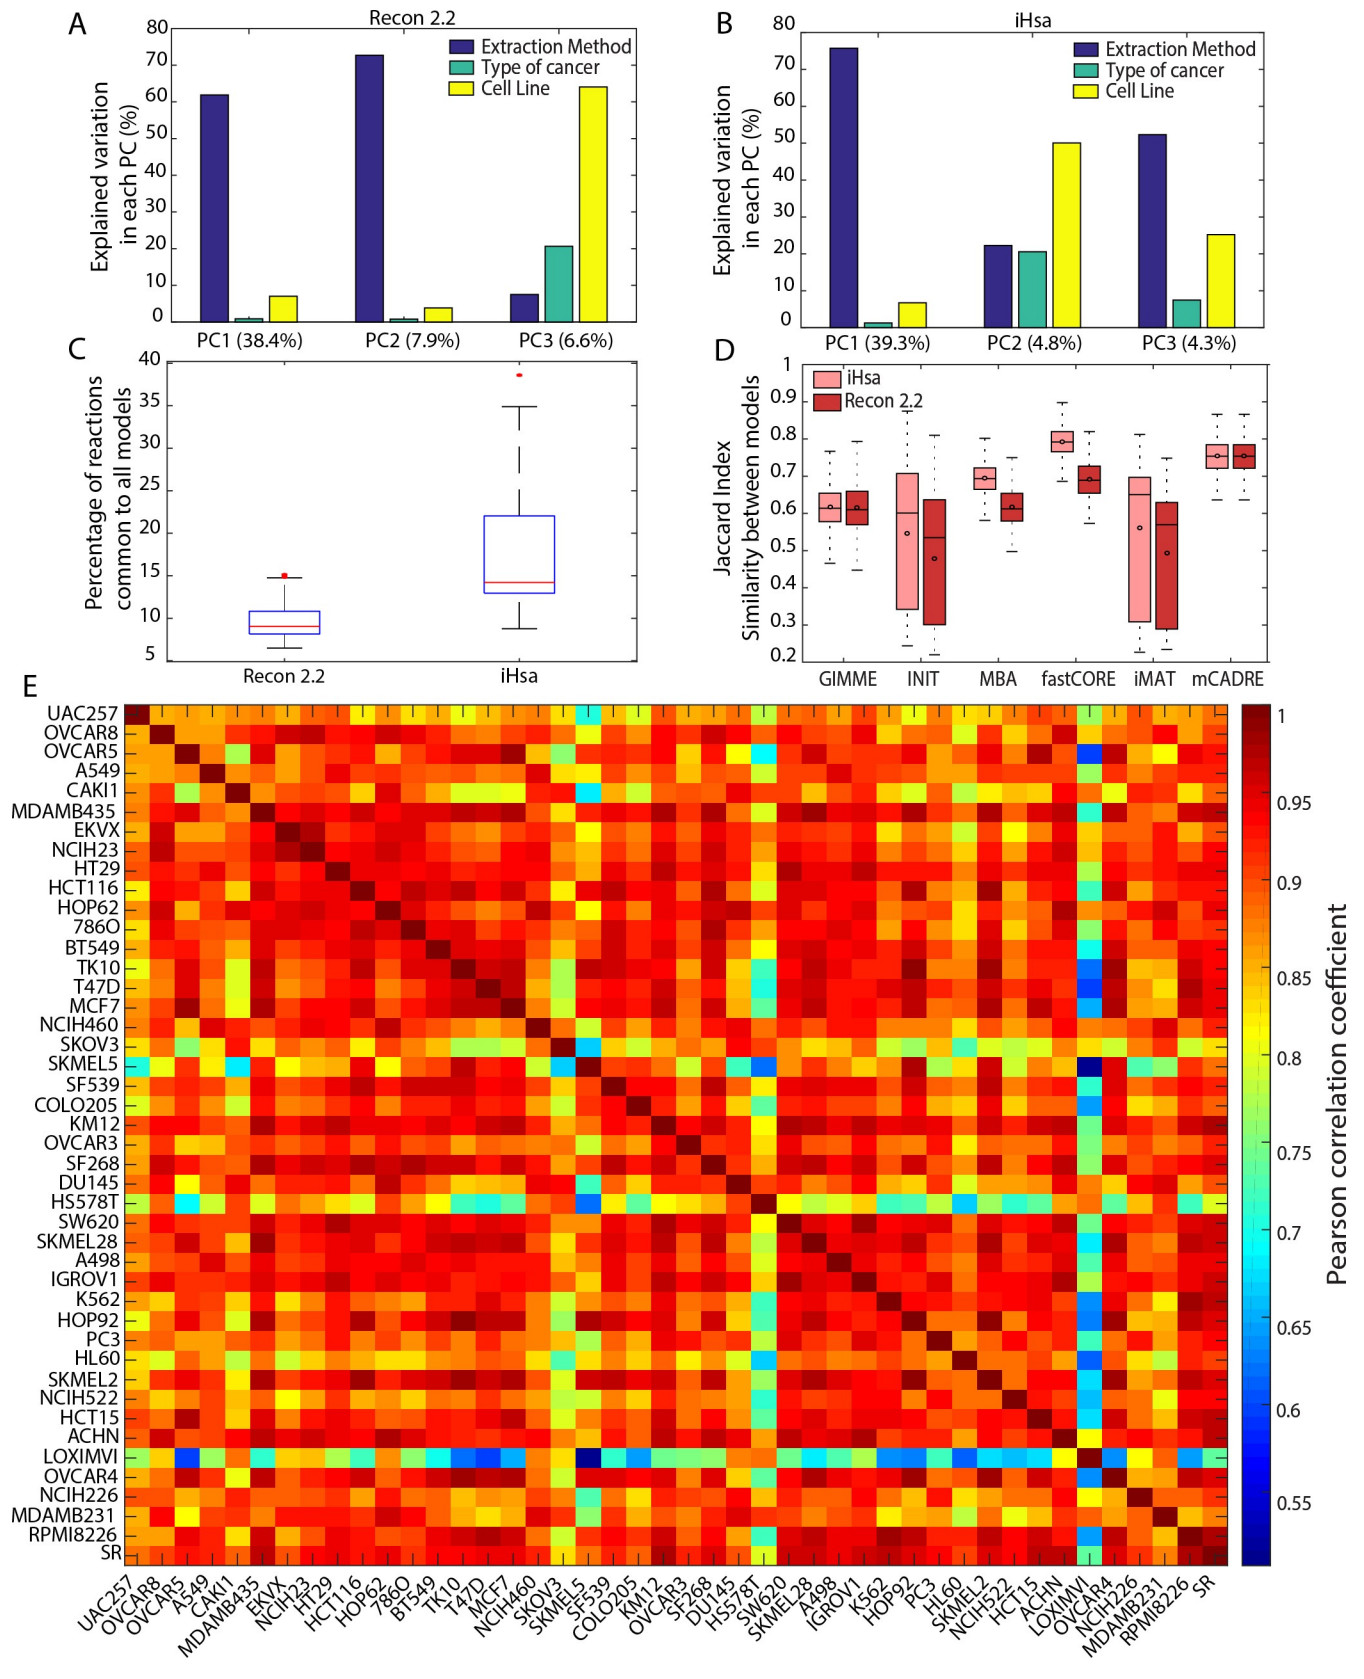 A
Recon 2.2
Explained variation
in each PC (%)
80
70
60
50
40
30
20
10
0
Extraction Method
Type of cancer
Cell Line
PC1 (38.4%)
PC2 (7.9%)
PC3 (6.6%)
B
iHsa
Explained variation
in each PC (%)
80
70
60
50
40
30
20
10
0
Extraction Method
Type of cancer
Cell Line
PC1 (39.3%)
PC2 (4.8%)
PC3 (4.3%)
C
Percentage of reactions
common to all models
40
35
30
25
20
15
10
5
Recon 2.2
iHsa
D
Jaccard Index
Similarity between models
1
0.9
0.8
0.7
0.6
0.5
0.4
0.3
0.2
iHsa
Recon 2.2
GIMME
INIT
MBA
fastCORE
iMAT
mCADRE
E
UAC257
OVCAR8
OVCAR5
A549
CAKI1
MDAMB435
EKVX
NCIH23
HT29
HCT116
HOP62
786O
BT549
TK10
T47D
MCF7
NCIH460
SKOV3
SKMEL5
SF539
COLO205
KM12
OVCAR3
SF268
DU145
HS578T
SW620
SKMEL28
A498
IGROV1
K562
HOP92
PC3
HL60
SKMEL2
NCIH522
HCT15
ACHN
LOXIMVI
OVCAR4
NCIH226
MDAMB231
RPMI8226
SR
UAC257
OVCAR8
OVCAR5
A549
CAKI1
MDAMB435
EKVX
NCIH23
HT29
HCT116
HOP62
786O
BT549
TK10
T47D
MCF7
NCIH460
SKOV3
SKMEL5
SF539
COLO205
KM12
OVCAR3
SF268
DU145
HS578T
SW620
SKMEL28
A498
IGROV1
K562
HOP92
PC3
HL60
SKMEL2
NCIH522
HCT15
ACHN
LOXIMVI
OVCAR4
NCIH226
MDAMB231
RPMI8226
SR
1
0.95
0.9
0.85
0.8
0.75
0.7
0.65
0.6
0.55
Pearson correlation coefficient